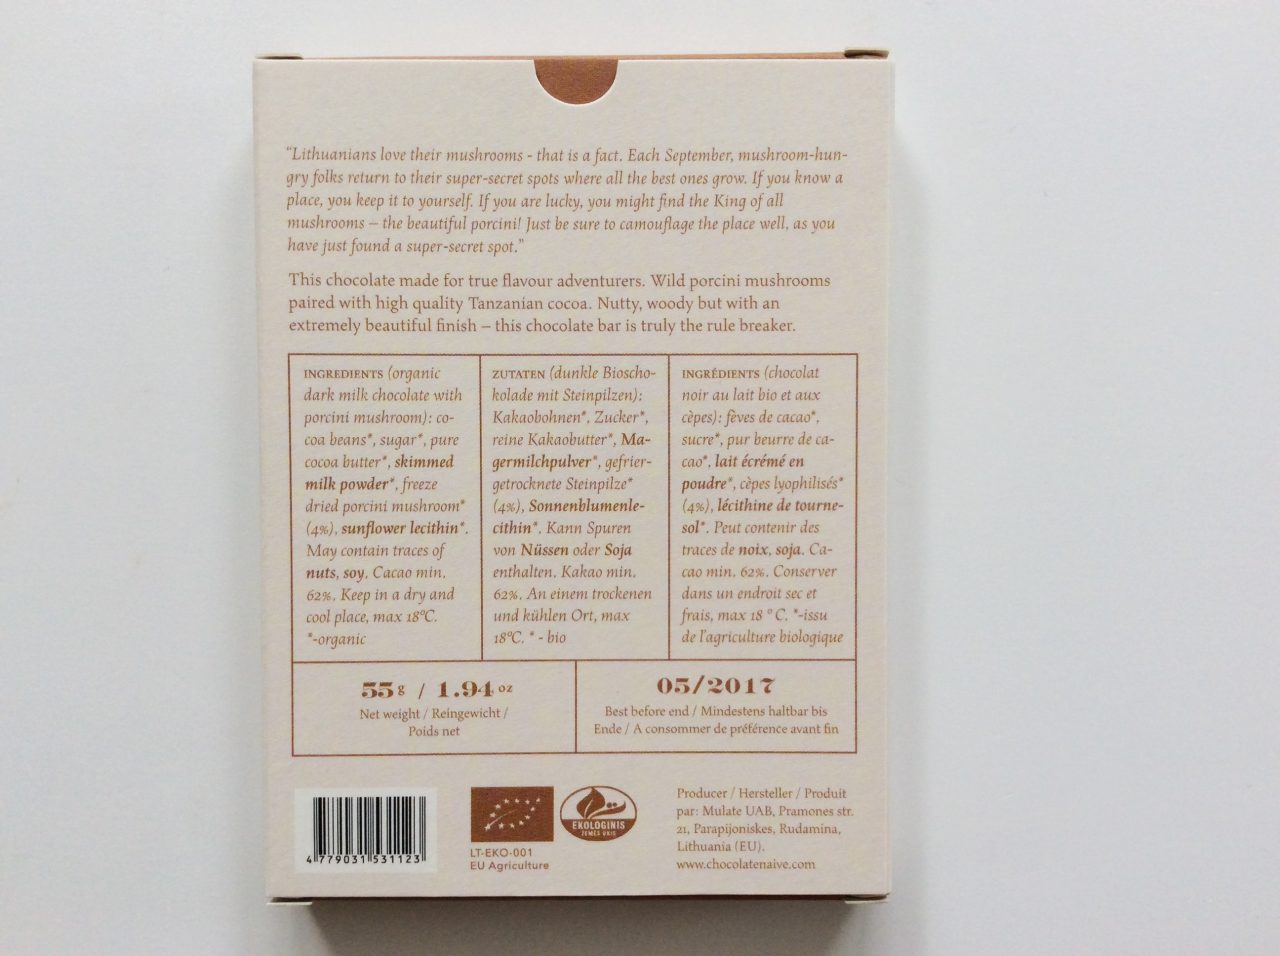 “Lithuanians love their mushrooms - that is a fact. Each September, mushroom-hun-
gry folks return to their super-secret spots where all the best ones grow. If you know a
place, you keep it to yourself. If you are lucky, you might find the King of all
mushrooms – the beautiful porcini! Just be sure to camouflage the place well, as you
have just found a super-secret spot.”
This chocolate made for true flavour adventurers. Wild porcini mushrooms
paired with high quality Tanzanian cocoa. Nutty, woody but with an
extremely beautiful finish – this chocolate bar is truly the rule breaker.
INGREDIENTS (organic
dark milk chocolate with
porcini mushroom): co-
coa beans*, sugar*, pure
cocoa butter*, skimmed
milk powder*, freeze
dried porcini mushroom*
(4%), sunflower lecithin*.
May contain traces of
nuts, soy. Cacao min.
62%. Keep in a dry and
cool place, max 18°C.
*-organic
ZUTATEN (dunkle Bioscho-
kolade mit Steinpilzen):
Kakaobohnen*, Zucker*,
reine Kakaobutter*, Ma-
germilchpulver*, gefrier-
getrocknete Steinpilze*
(4%), Sonnenblumenle-
cithin*. Kann Spuren
von Nüssen oder Soja
enthalten. Kakao min.
62%. An einem trockenen
und kühlen Ort, max
18°C. * - bio
INGRÉDIENTS (chocolat
noir au lait bio et aux
cèpes): fèves de cacao*,
sucre*, pur beurre de ca-
cao*, lait écrémé en
poudre*, cèpes lyophilisés*
(4%), lécithine de tourne-
sol*. Peut contenir des
traces de noix, soja. Ca-
cao min. 62%. Conserver
dans un endroit sec et
frais, max 18 ° C. *-issu
de l'agriculture biologique
55 g / 1.94 oz
Net weight / Reingewicht /
Poids net
05/2017
Best before end / Mindestens haltbar bis
Ende / A consommer de préférence avant fin
4 779031 531123
LT-EKO-001
EU Agriculture
EKOLOGINIS
ŽEMĖS ŪKIS
Producer / Hersteller / Produit
par: Mulate UAB, Pramones str.
21, Parapijoniskes, Rudamina,
Lithuania (EU).
www.chocolatenaive.com